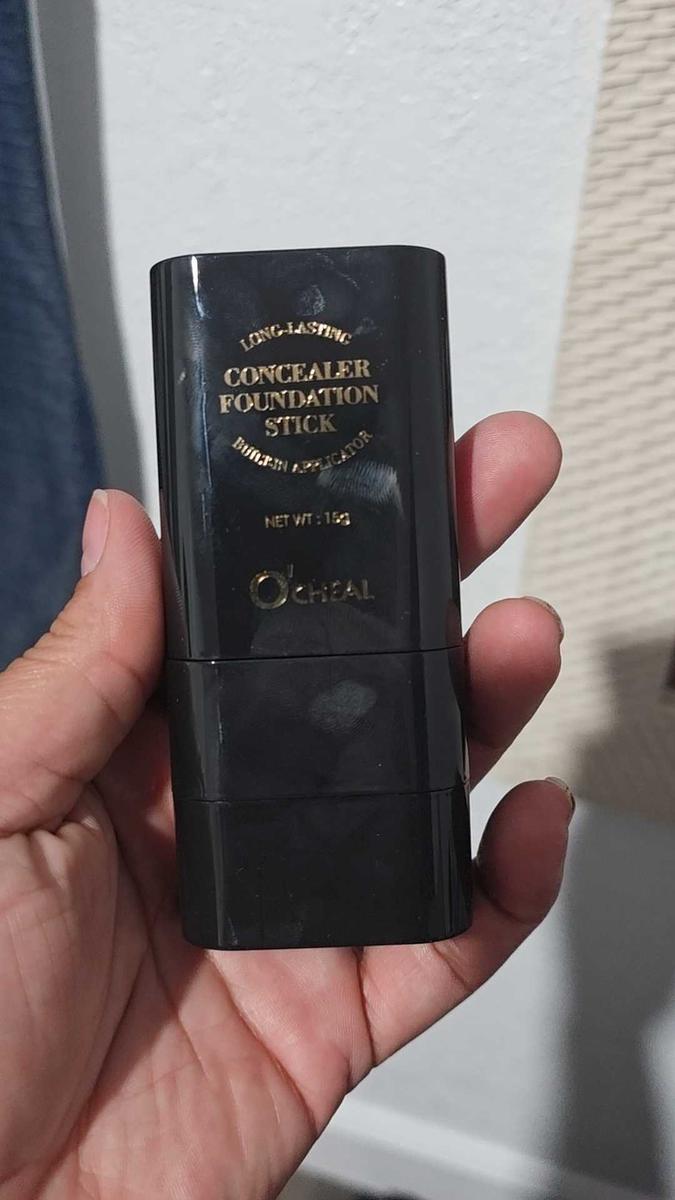 LONG-LASTING
CONCEALER
FOUNDATION
STICK
BUILT-IN APPLICATOR
NET WT : 15g
O'CHEAL